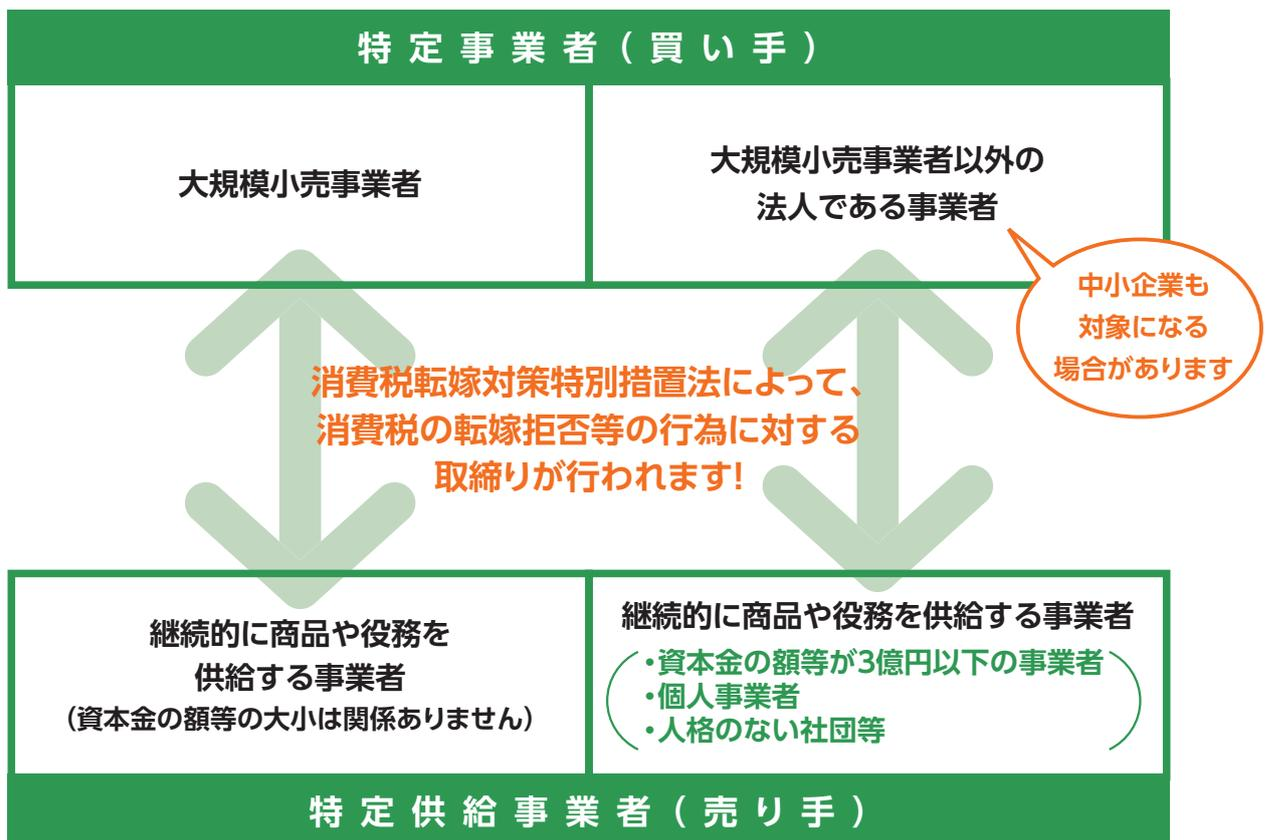 特定事業者（買い手）
大規模小売事業者
大規模小売事業者以外の
法人である事業者
中小企業も
対象になる
場合があります
消費税転嫁対策特別措置法によって、
消費税の転嫁拒否等の行為に対する
取締りが行われます!
継続的に商品や役務を
供給する事業者
（資本金の額等の大小は関係ありません）
継続的に商品や役務を供給する事業者
・資本金の額等が3億円以下の事業者
・個人事業者
・人格のない社団等
特定供給事業者（売り手）